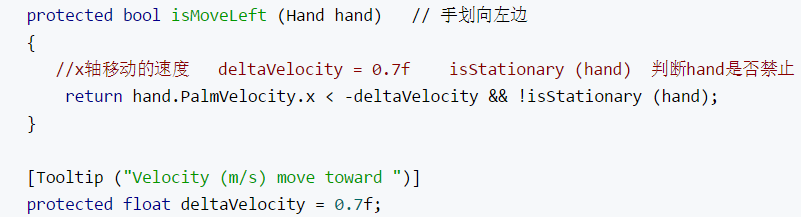 protected bool isMoveLeft (Hand hand)   // 手划向左边
{
//x轴移动的速度   deltaVelocity = 0.7f    isStationary (hand)  判断hand是否禁止
return hand.PalmVelocity.x < -deltaVelocity && !isStationary (hand);
}
[Tooltip ("Velocity (m/s) move toward ")]
protected float deltaVelocity = 0.7f;